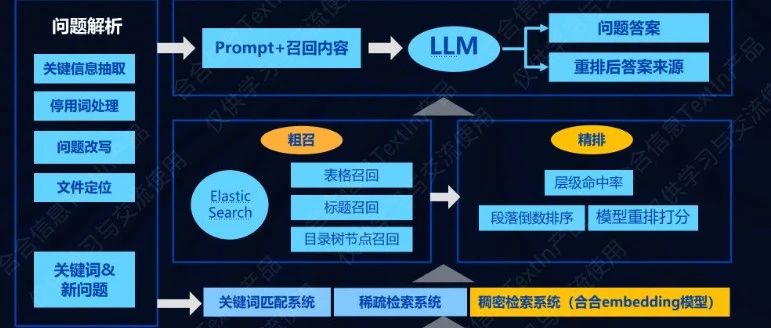 问题解析
关键信息抽取
停用词处理
问题改写
文件定位
关键词&
新问题
Prompt+召回内容
LLM
问题答案
重排后答案来源
粗召
Elastic
Search
表格召回
标题召回
目录树节点召回
精排
层级命中率
段落倒数排序
模型重排打分
关键词匹配系统
稀疏检索系统
稠密检索系统（合合embedding模型）
合合信息TextIn产品
仅供学习与交流使用